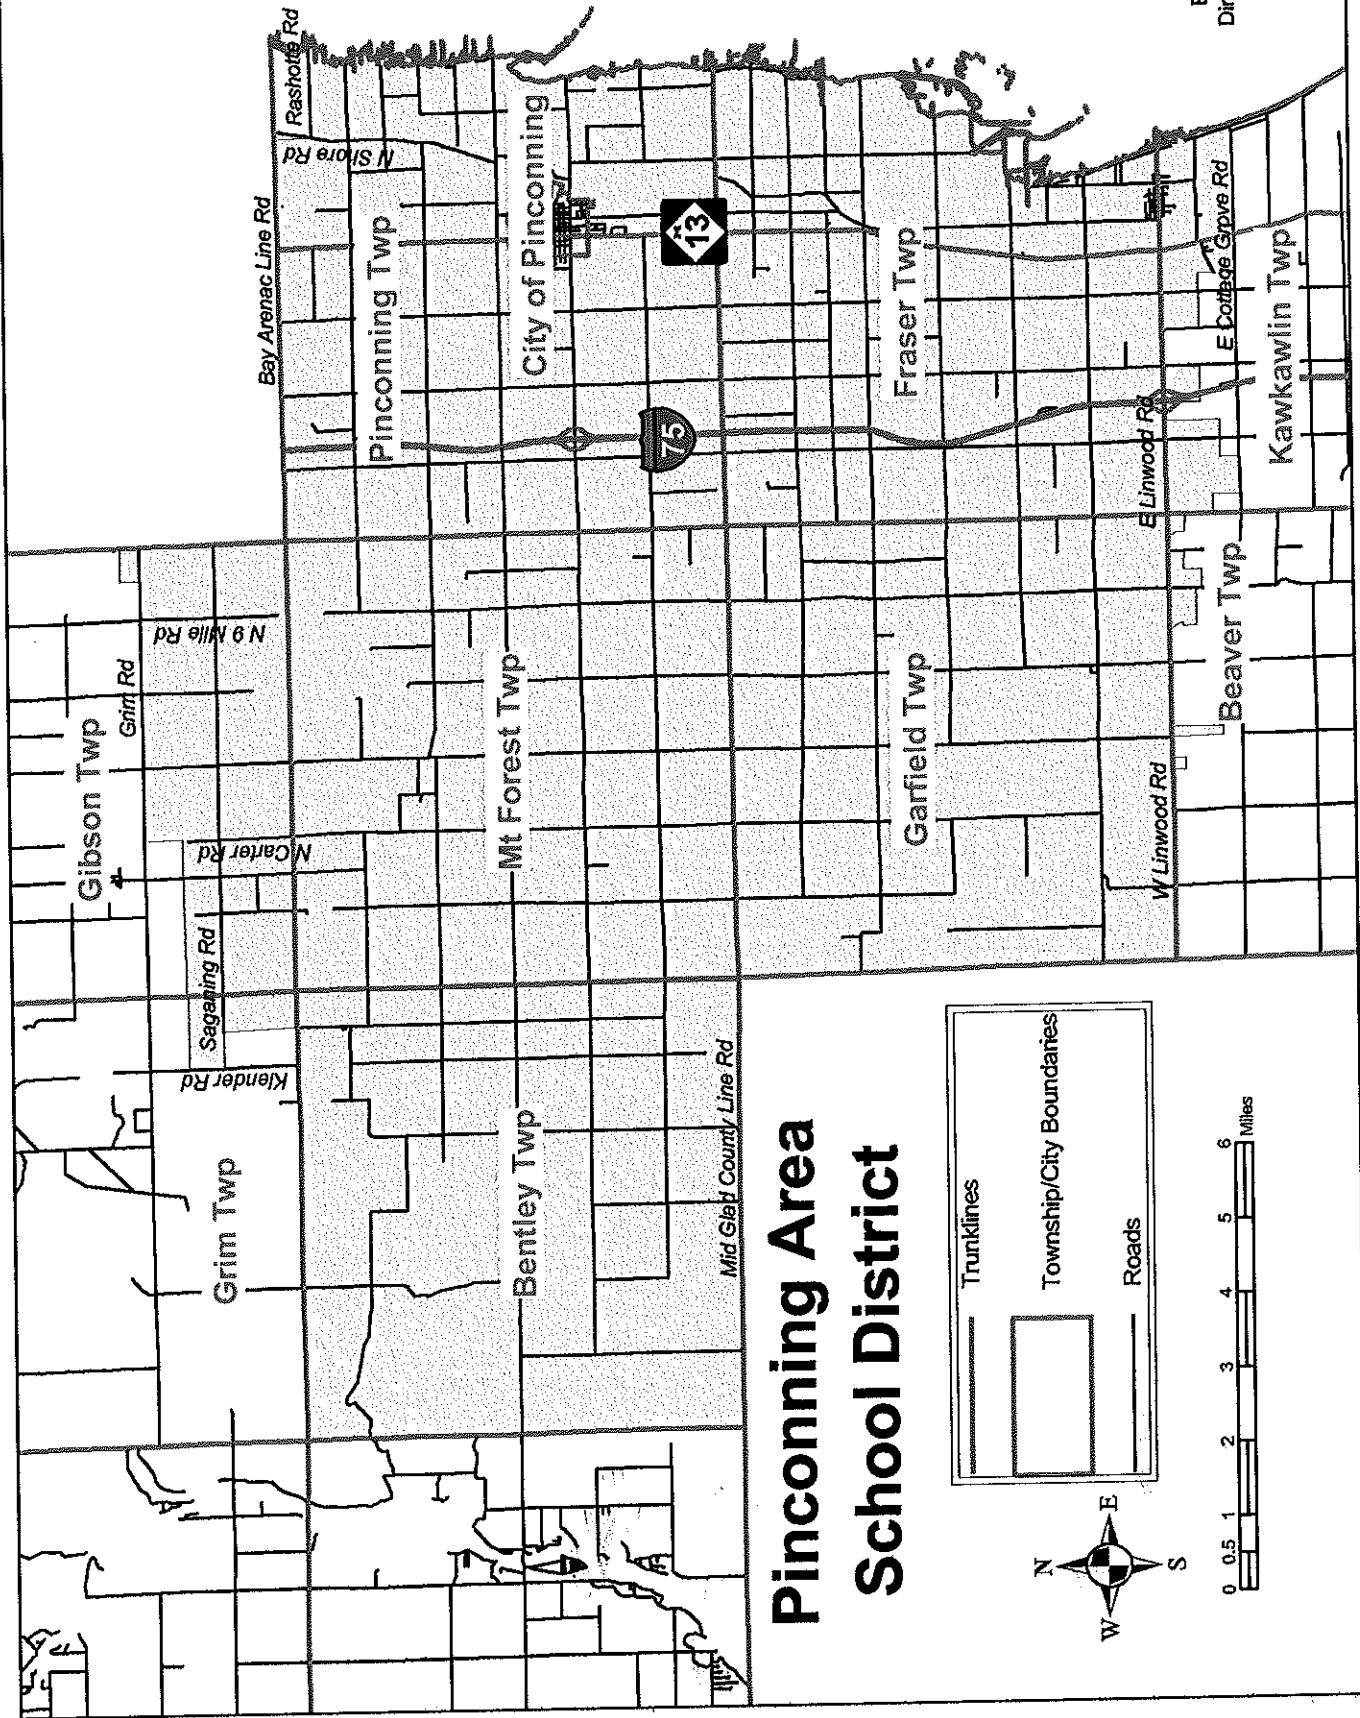 Rashotte Rd
Bay Arenac Line Rd
N Shore Rd
Pinconning Twp
City of Pinconning
13
Fraser Twp
E Cottage Grove Rd
Kawkawlin Twp
75
E Linwood Rd
N 9 Mile Rd
Grim Rd
Gibson Twp
Mt Forest Twp
Garfield Twp
Beaver Twp
N Carter Rd
W Linwood Rd
Saganing Rd
Klender Rd
Grim Twp
Bentley Twp
Mid Glad County Line Rd
Pinconning Area
School District
Trunklines
Township/City Boundaries
Roads
N
W
E
S
0 0.5 1 2 3 4 5 6
Miles